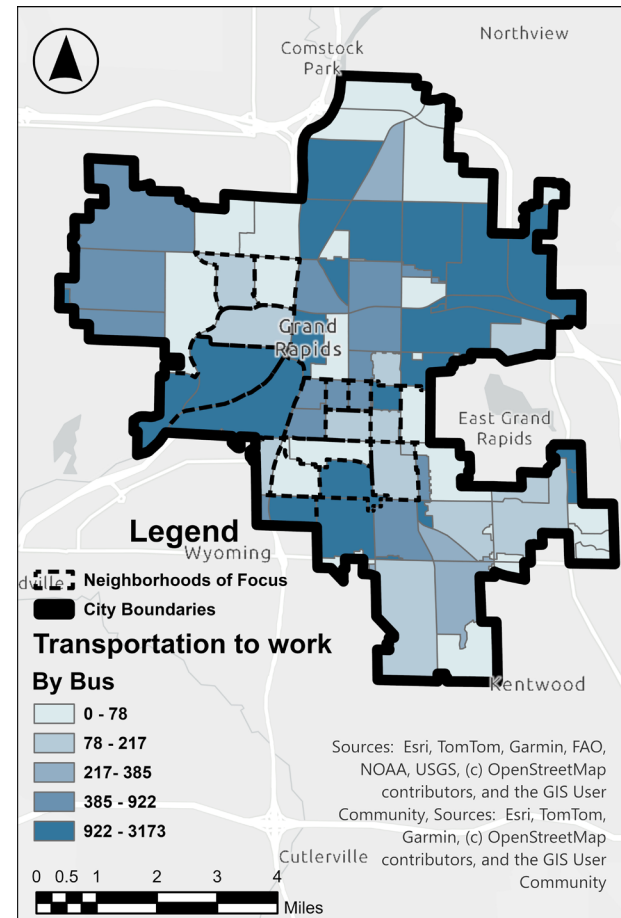 Northview
Comstock
Park
Grand
Rapids
East Grand
Rapids
Legend
Wyoming
dville
Neighborhoods of Focus
City Boundaries
Transportation to work
By Bus
Kentwood
0 - 78
78 - 217
217- 385
385 - 922
922 - 3173
Sources: Esri, TomTom, Garmin, FAO,
NOAA, USGS, (c) OpenStreetMap
contributors, and the GIS User
Community, Sources: Esri, TomTom,
Garmin, (c) OpenStreetMap
contributors, and the GIS User
Community
Cutlerville
0 0.5 1 2 3 4
Miles